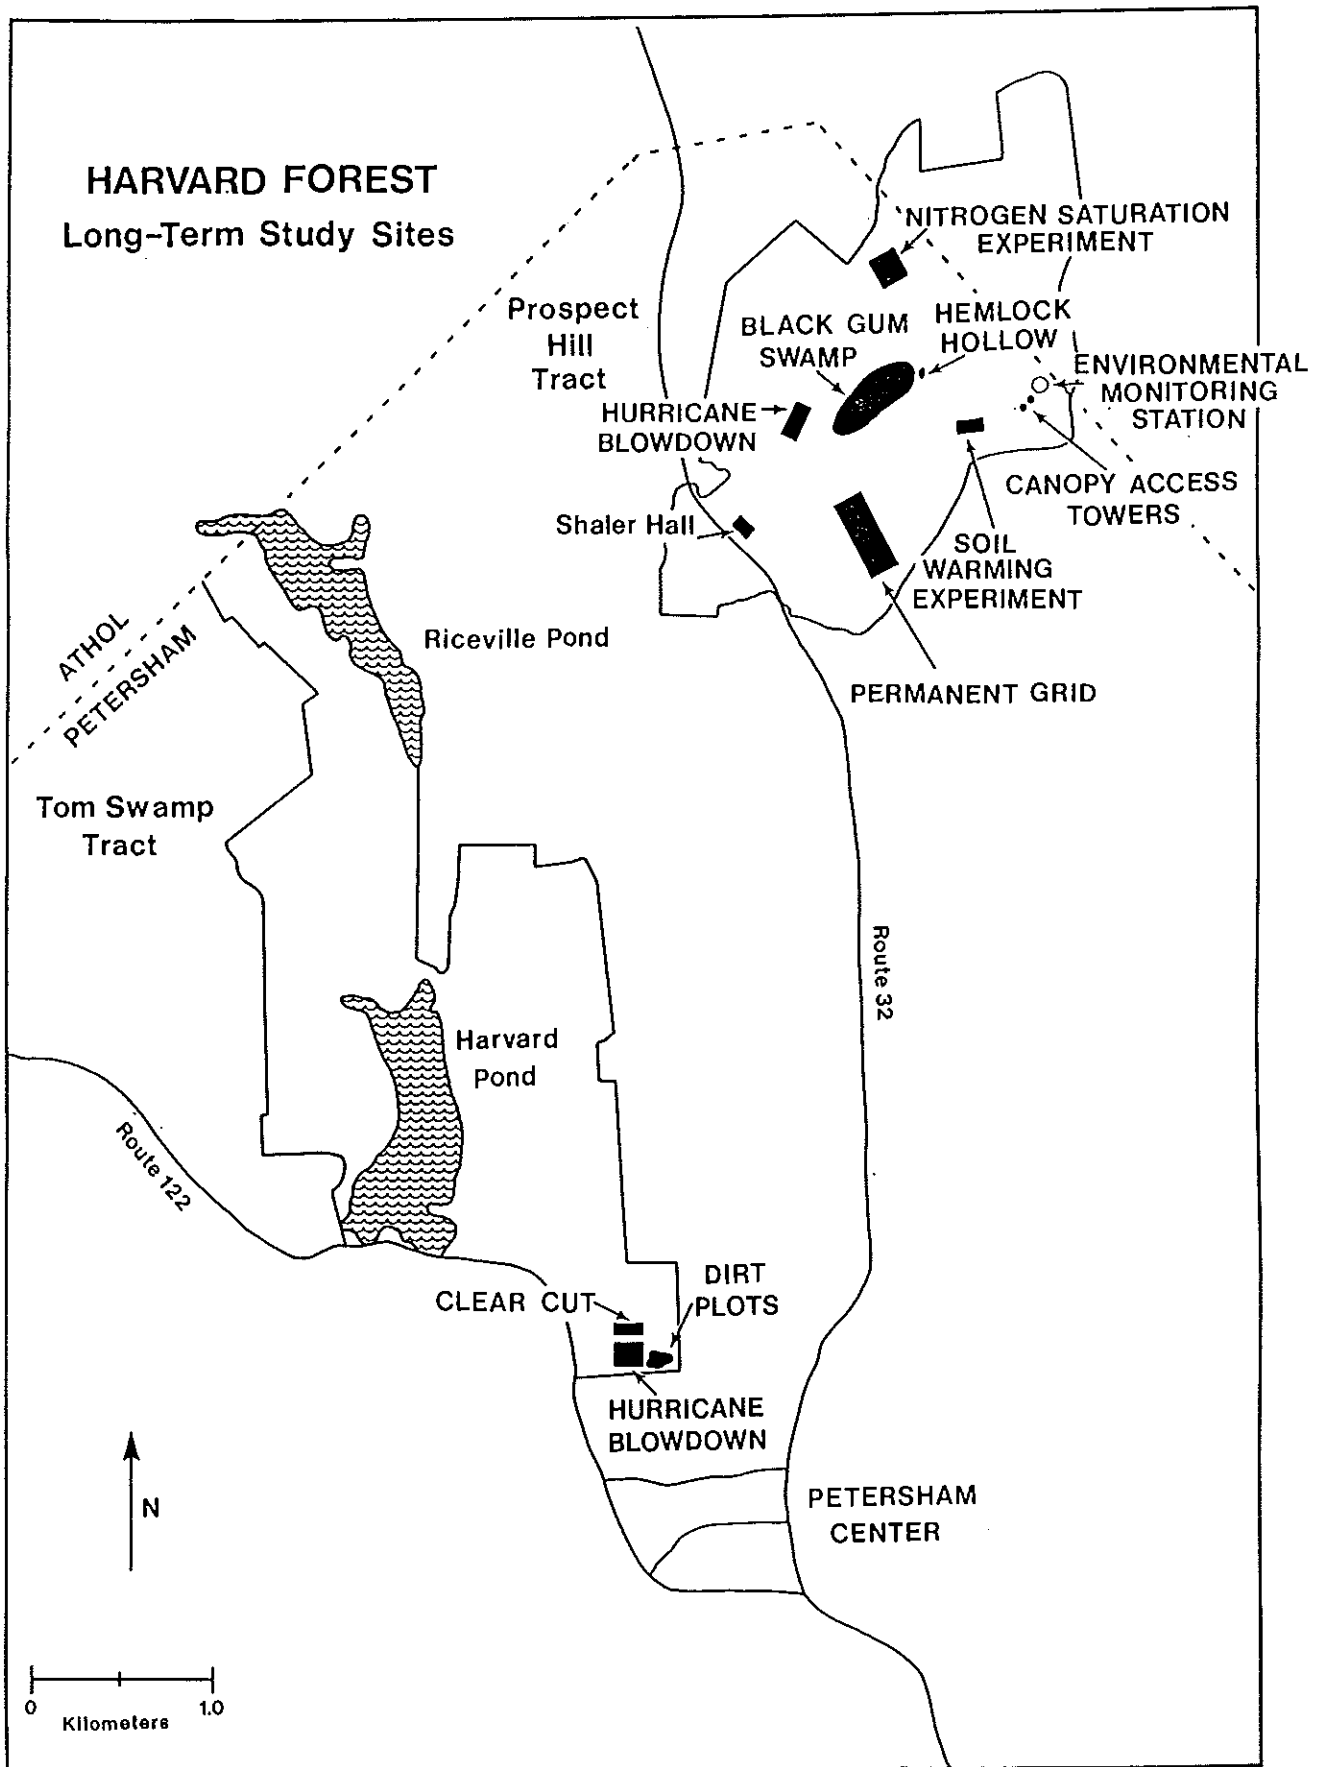 HARVARD FOREST
Long-Term Study Sites
NITROGEN SATURATION
EXPERIMENT
Prospect
Hill
Tract
BLACK GUM
SWAMP
HEMLOCK
HOLLOW
ENVIRONMENTAL
MONITORING
STATION
HURRICANE
BLOWDOWN
CANOPY ACCESS
TOWERS
Shaler Hall
SOIL
WARMING
EXPERIMENT
ATHOL
PETERSHAM
Riceville Pond
PERMANENT GRID
Tom Swamp
Tract
Route 32
Harvard
Pond
Route 122
DIRT
PLOTS
CLEAR CUT
HURRICANE
BLOWDOWN
N
PETERSHAM
CENTER
0 1.0
Kilometers